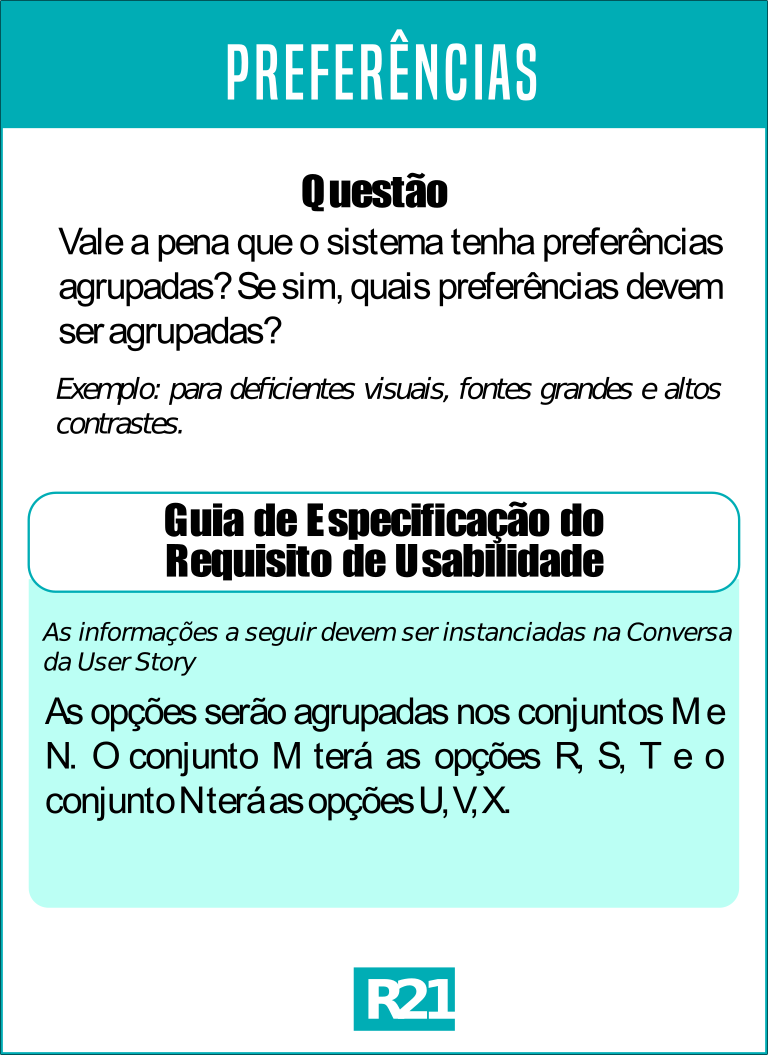 PREFERÊNCIAS
Questão
Vale a pena que o sistema tenha preferências
agrupadas? Se sim, quais preferências devem
ser agrupadas?
Exemplo: para deficientes visuais, fontes grandes e altos
contrastes.
Guia de Especificação do
Requisito de Usabilidade
As informações a seguir devem ser instanciadas na Conversa
da User Story
As opções serão agrupadas nos conjuntos M e
N. O conjunto M terá as opções R, S, T e o
conjunto N terá as opções U, V, X.
R21